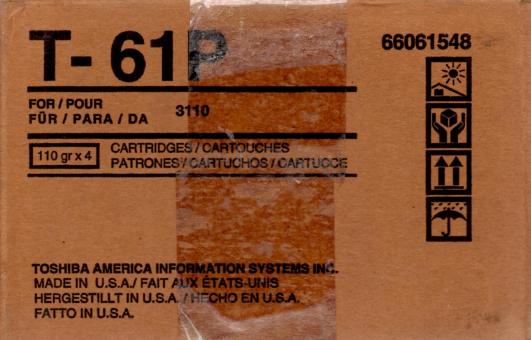 T-61P
66061548
FOR / POUR
FÜR / PARA / DA
3110
110 gr x 4
CARTRIDGES / CARTOUCHES
PATRONES / CARTUCHOS / CARTUCCE
TOSHIBA AMERICA INFORMATION SYSTEMS INC.
MADE IN U.S.A./ FAIT AUX ÉTATS-UNIS
HERGESTILLT IN U.S.A. / HECHO EN U.S.A.
FATTO IN U.S.A.